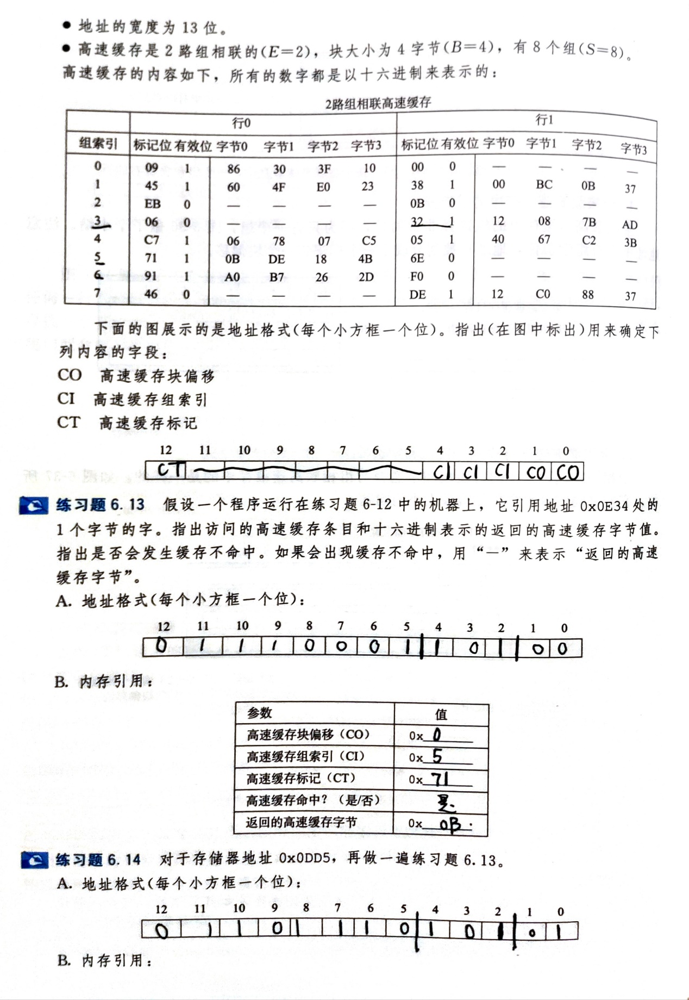 ● 地址的宽度为 13 位。
● 高速缓存是 2 路组相联的(E=2)，块大小为 4 字节(B=4)，有 8 个组(S=8)。
高速缓存的内容如下，所有的数字都是以十六进制来表示的：
2路组相联高速缓存
行0 行1
组索引 标记位 有效位 字节0 字节1 字节2 字节3 标记位 有效位 字节0 字节1 字节2 字节3
0 09 1 86 30 3F 10 00 0 — — — —
1 45 1 60 4F E0 23 38 1 00 BC 0B 37
2 EB 0 — — — — 0B 0 — — — —
3 06 0 — — — — 32 1 12 08 7B AD
4 C7 1 06 78 07 C5 05 1 40 67 C2 3B
5 71 1 0B DE 18 4B 6E 0 — — — —
6 91 1 A0 B7 26 2D F0 0 — — — —
7 46 0 — — — — DE 1 12 C0 88 37
下面的图展示的是地址格式(每个小方框一个位)。指出(在图中标出)用来确定下
列内容的字段：
CO 高速缓存块偏移
CI 高速缓存组索引
CT 高速缓存标记
12 11 10 9 8 7 6 5 4 3 2 1 0
CT CI CI CI CO CO
练习题 6.13 假设一个程序运行在练习题 6-12 中的机器上，它引用地址 0x0E34 处的
1 个字节的字。指出访问的高速缓存条目和十六进制表示的返回的高速缓存字节值。
指出是否会发生缓存不命中。如果会出现缓存不命中，用“—”来表示“返回的高速
缓存字节”。
A. 地址格式(每个小方框一个位)：
12 11 10 9 8 7 6 5 4 3 2 1 0
0 1 1 1 0 0 0 1 1 0 1 0 0
B. 内存引用：
参数 值
高速缓存块偏移（CO） 0x 0
高速缓存组索引（CI） 0x 5
高速缓存标记（CT） 0x 71
高速缓存命中？（是/否） 是
返回的高速缓存字节 0x 0B
练习题 6.14 对于存储器地址 0x0DD5，再做一遍练习题 6.13。
A. 地址格式(每个小方框一个位)：
12 11 10 9 8 7 6 5 4 3 2 1 0
0 1 1 0 1 1 1 0 1 0 1 0 1
B. 内存引用：